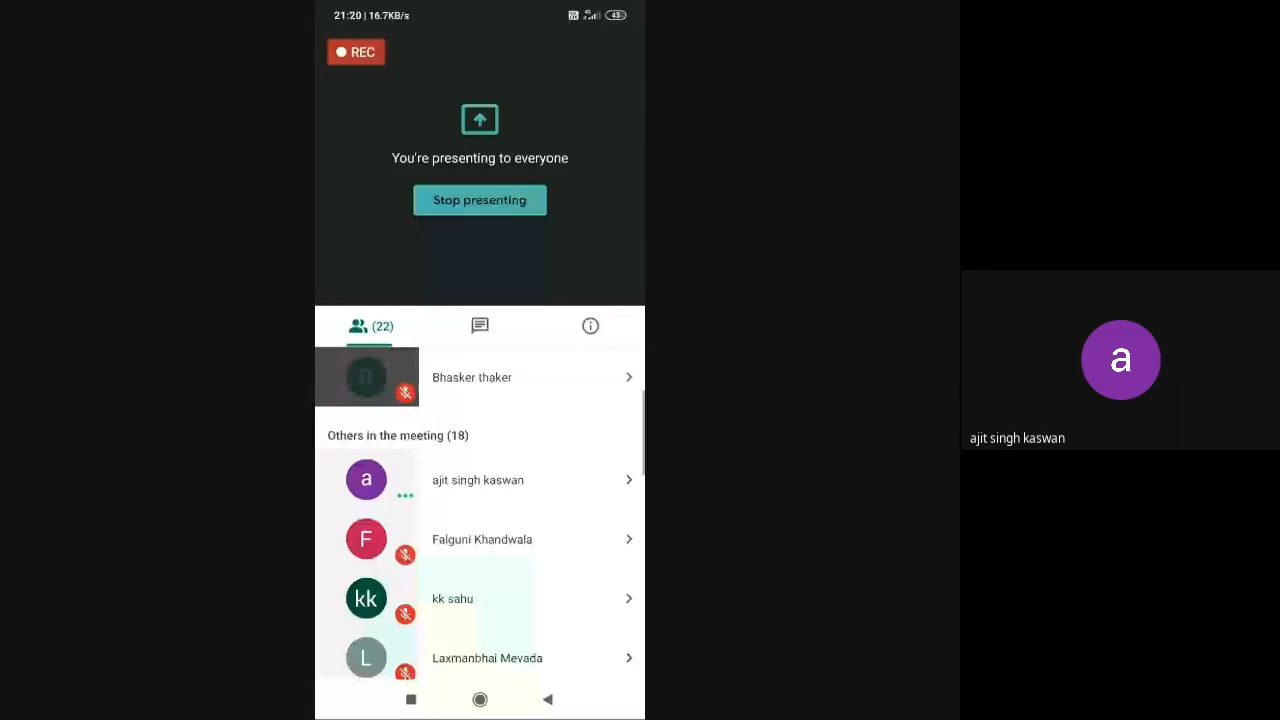 21:20 | 16.7KB/s
43
REC
You're presenting to everyone
Stop presenting
(22)
Bhasker thaker
Others in the meeting (18)
a
ajit singh kaswan
F
Falguni Khandwala
kk
kk sahu
L
Laxmanbhai Mevada
a
ajit singh kaswan